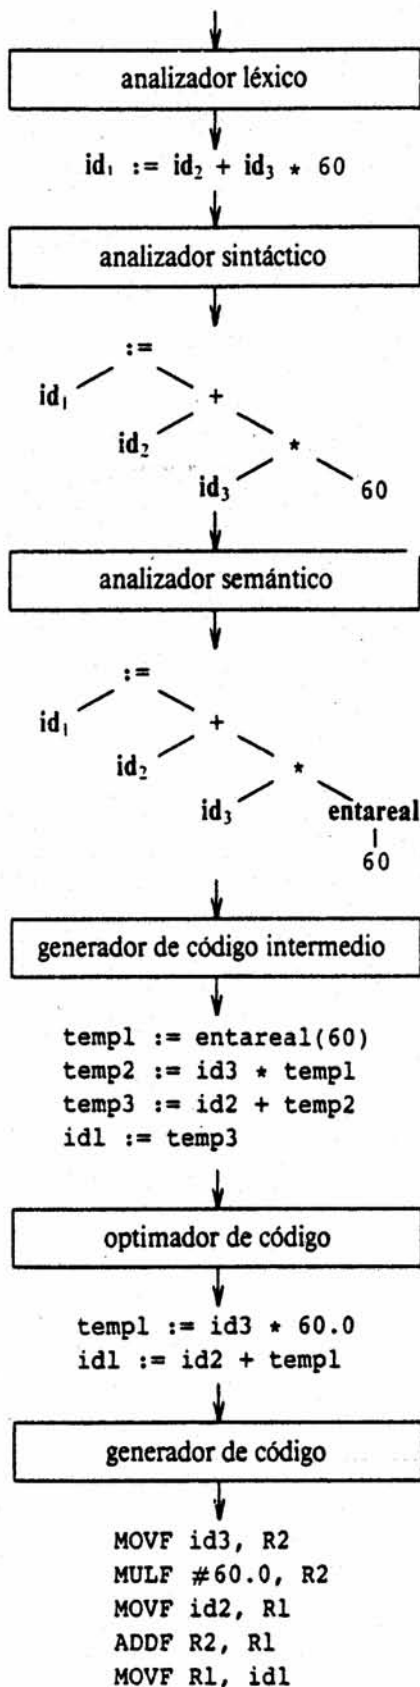 analizador léxico
id₁ := id₂ + id₃ * 60
analizador sintáctico
:=
id₁ +
id₂ *
id₃ 60
analizador semántico
:=
id₁ +
id₂ *
id₃ entareal
60
generador de código intermedio
temp1 := entareal(60)
temp2 := id3 * temp1
temp3 := id2 + temp2
id1 := temp3
optimador de código
temp1 := id3 * 60.0
id1 := id2 + temp1
generador de código
MOVF id3, R2
MULF #60.0, R2
MOVF id2, R1
ADDF R2, R1
MOVF R1, id1